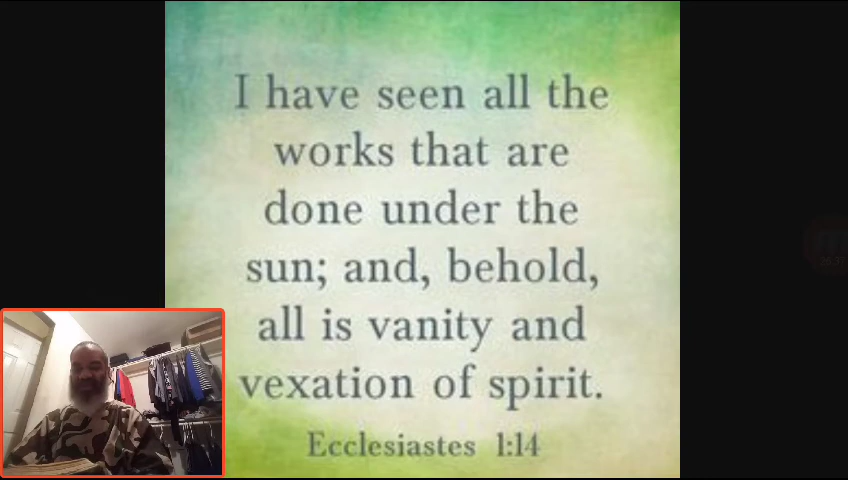 I have seen all the
works that are
done under the
sun; and, behold,
all is vanity and
vexation of spirit.
Ecclesiastes 1:14